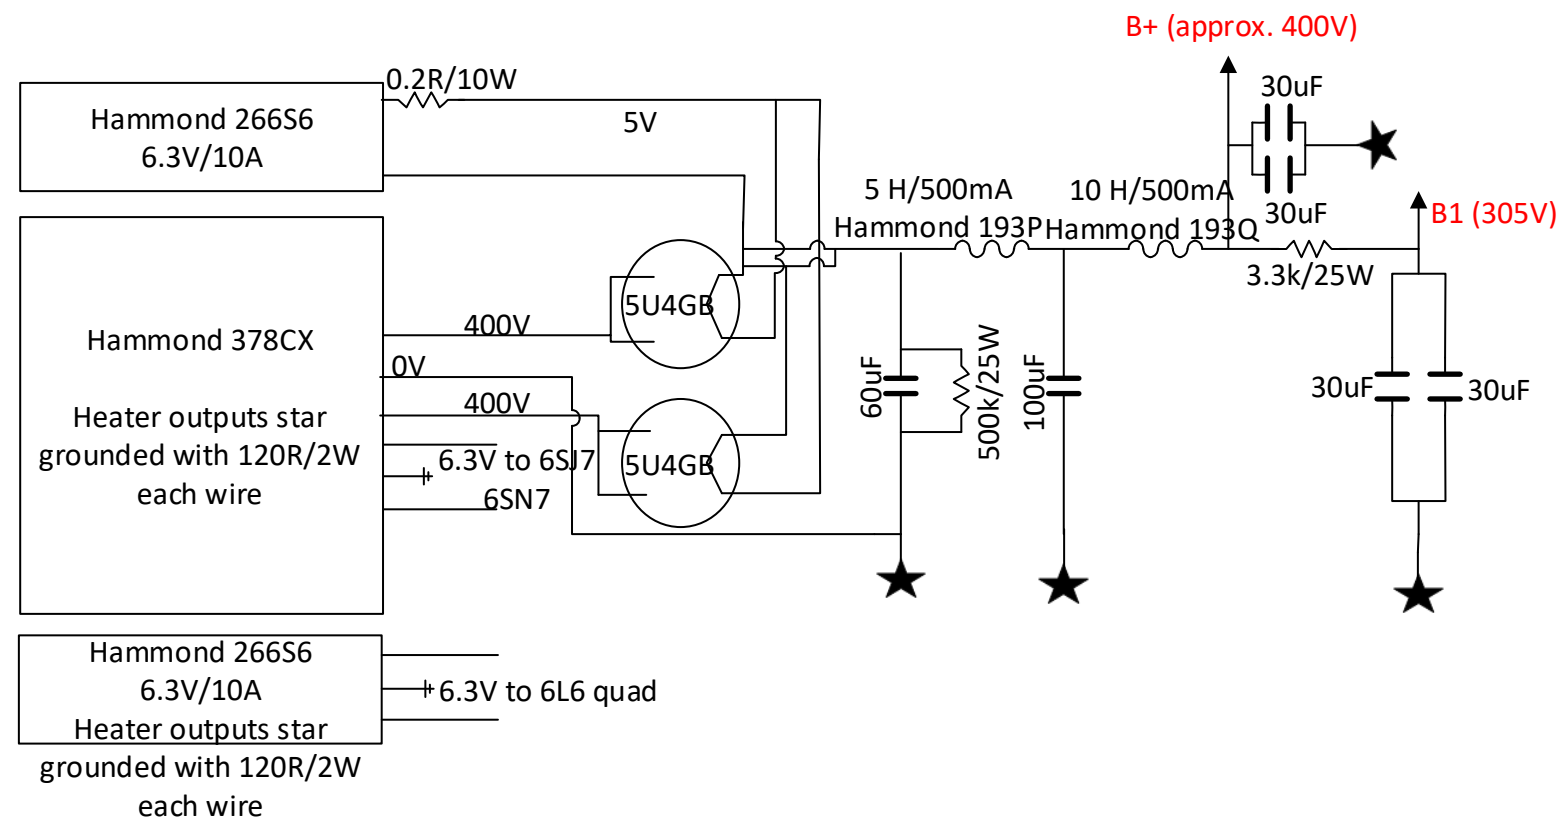 B+ (approx. 400V)
0.2R/10W
30uF
Hammond 266S6
6.3V/10A
5V
5 H/500mA
Hammond 193P
10 H/500mA
Hammond 193Q
30uF
B1 (305V)
3.3k/25W
Hammond 378CX
Heater outputs star
grounded with 120R/2W
each wire
400V
0V
400V
6.3V to 6SJ7
6SN7
5U4GB
5U4GB
60uF
500k/25W
100uF
30uF
30uF
Hammond 266S6
6.3V/10A
Heater outputs star
grounded with 120R/2W
each wire
6.3V to 6L6 quad